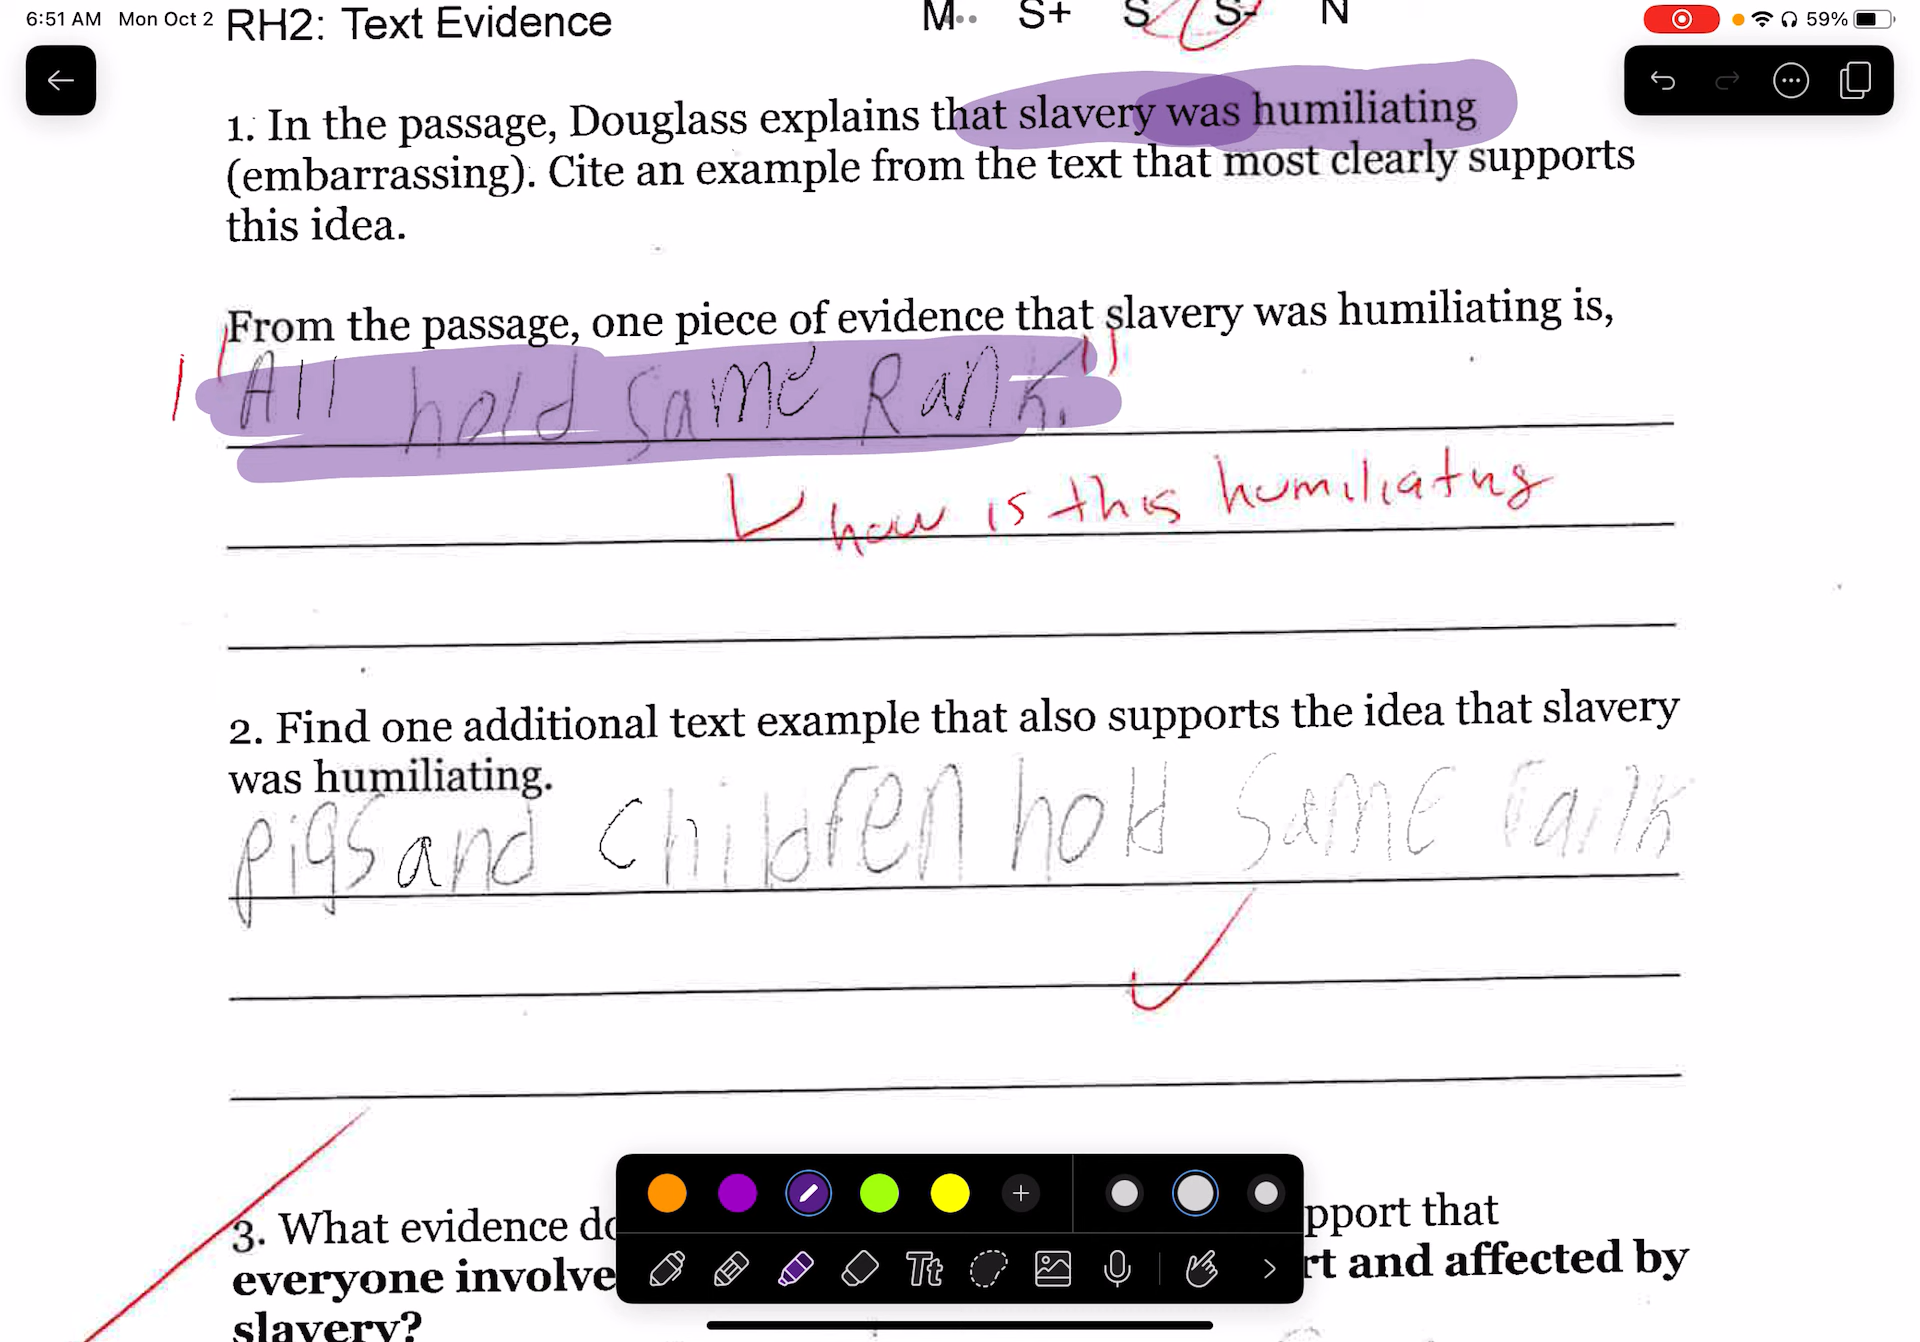 6:51 AM Mon Oct 2
RH2: Text Evidence
M S+ S S- N
59%
1. In the passage, Douglass explains that slavery was humiliating
(embarrassing). Cite an example from the text that most clearly supports
this idea.
From the passage, one piece of evidence that slavery was humiliating is,
"All hold same Rank."
how is this humiliatng
2. Find one additional text example that also supports the idea that slavery
was humiliating.
pigs and children hold same rank
3. What evidence do
pport that
everyone involve
rt and affected by
slavery?
Tt